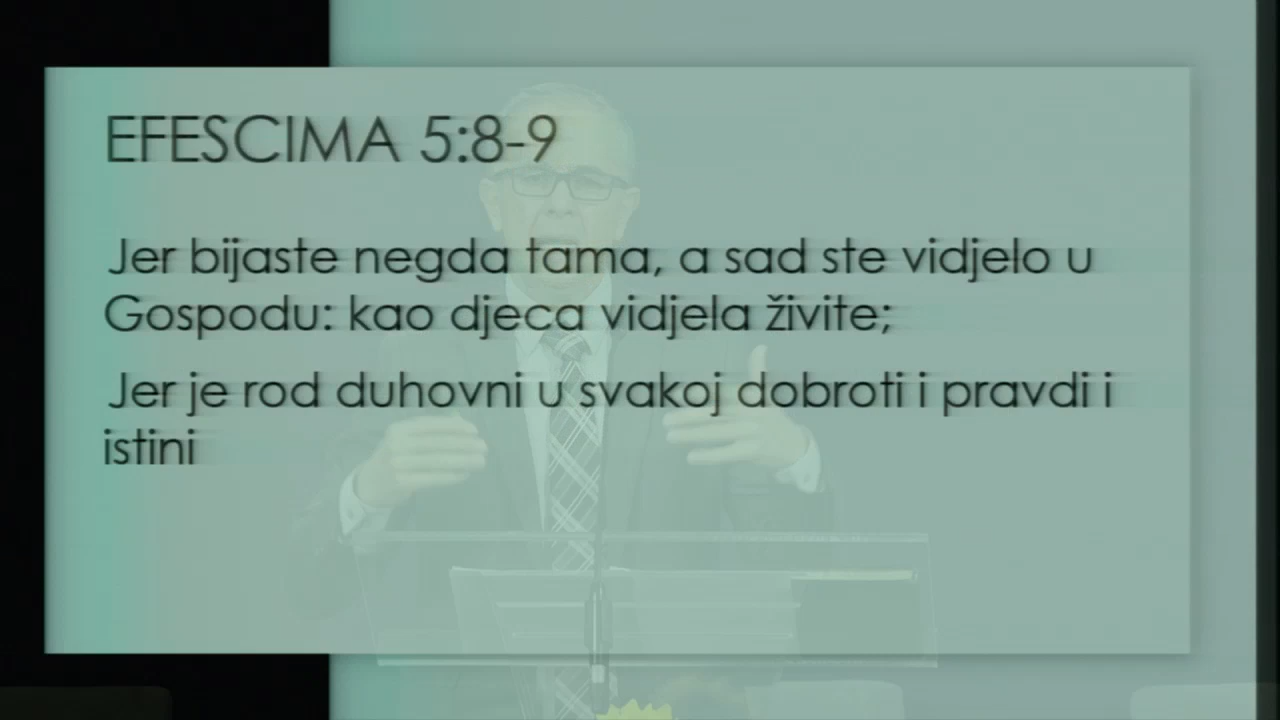 EFESCIMA 5:8-9
Jer bijaste negda tama, a sad ste vidjelo u
Gospodu: kao djeca vidjela živite;
Jer je rod duhovni u svakoj dobroti i pravdi i
istini